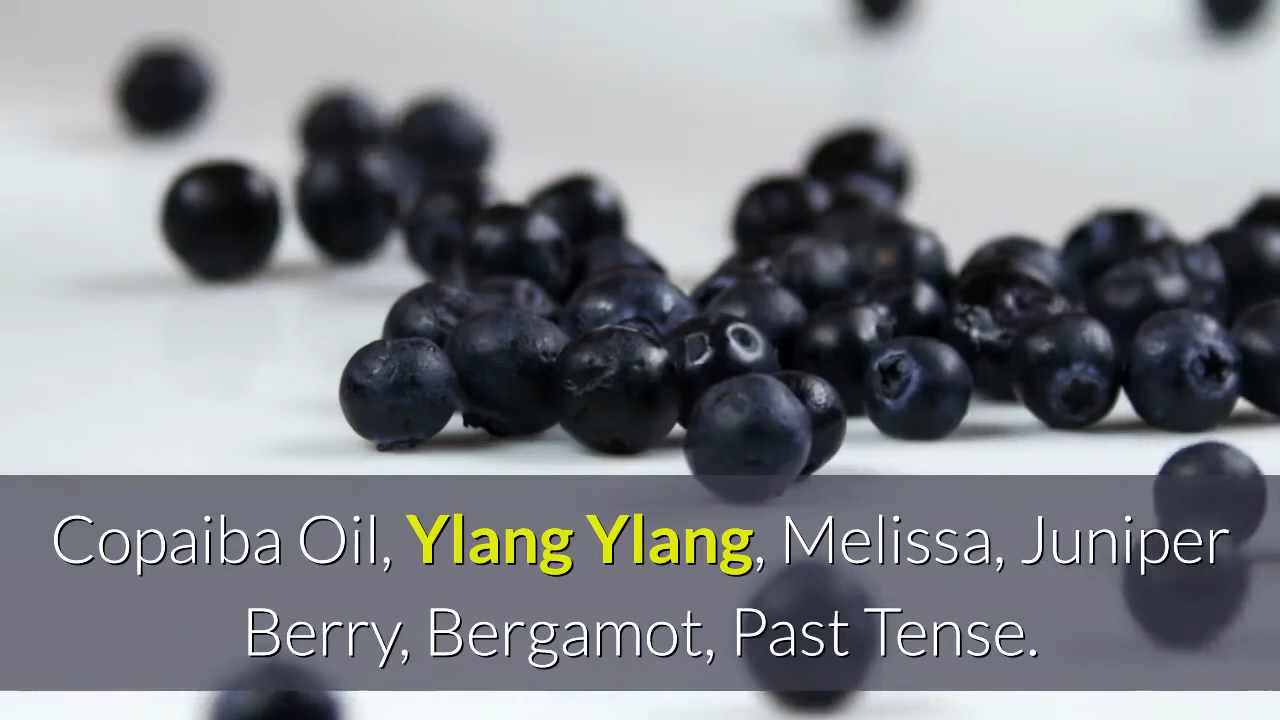 Copaiba Oil, Ylang Ylang, Melissa, Juniper
Berry, Bergamot, Past Tense.